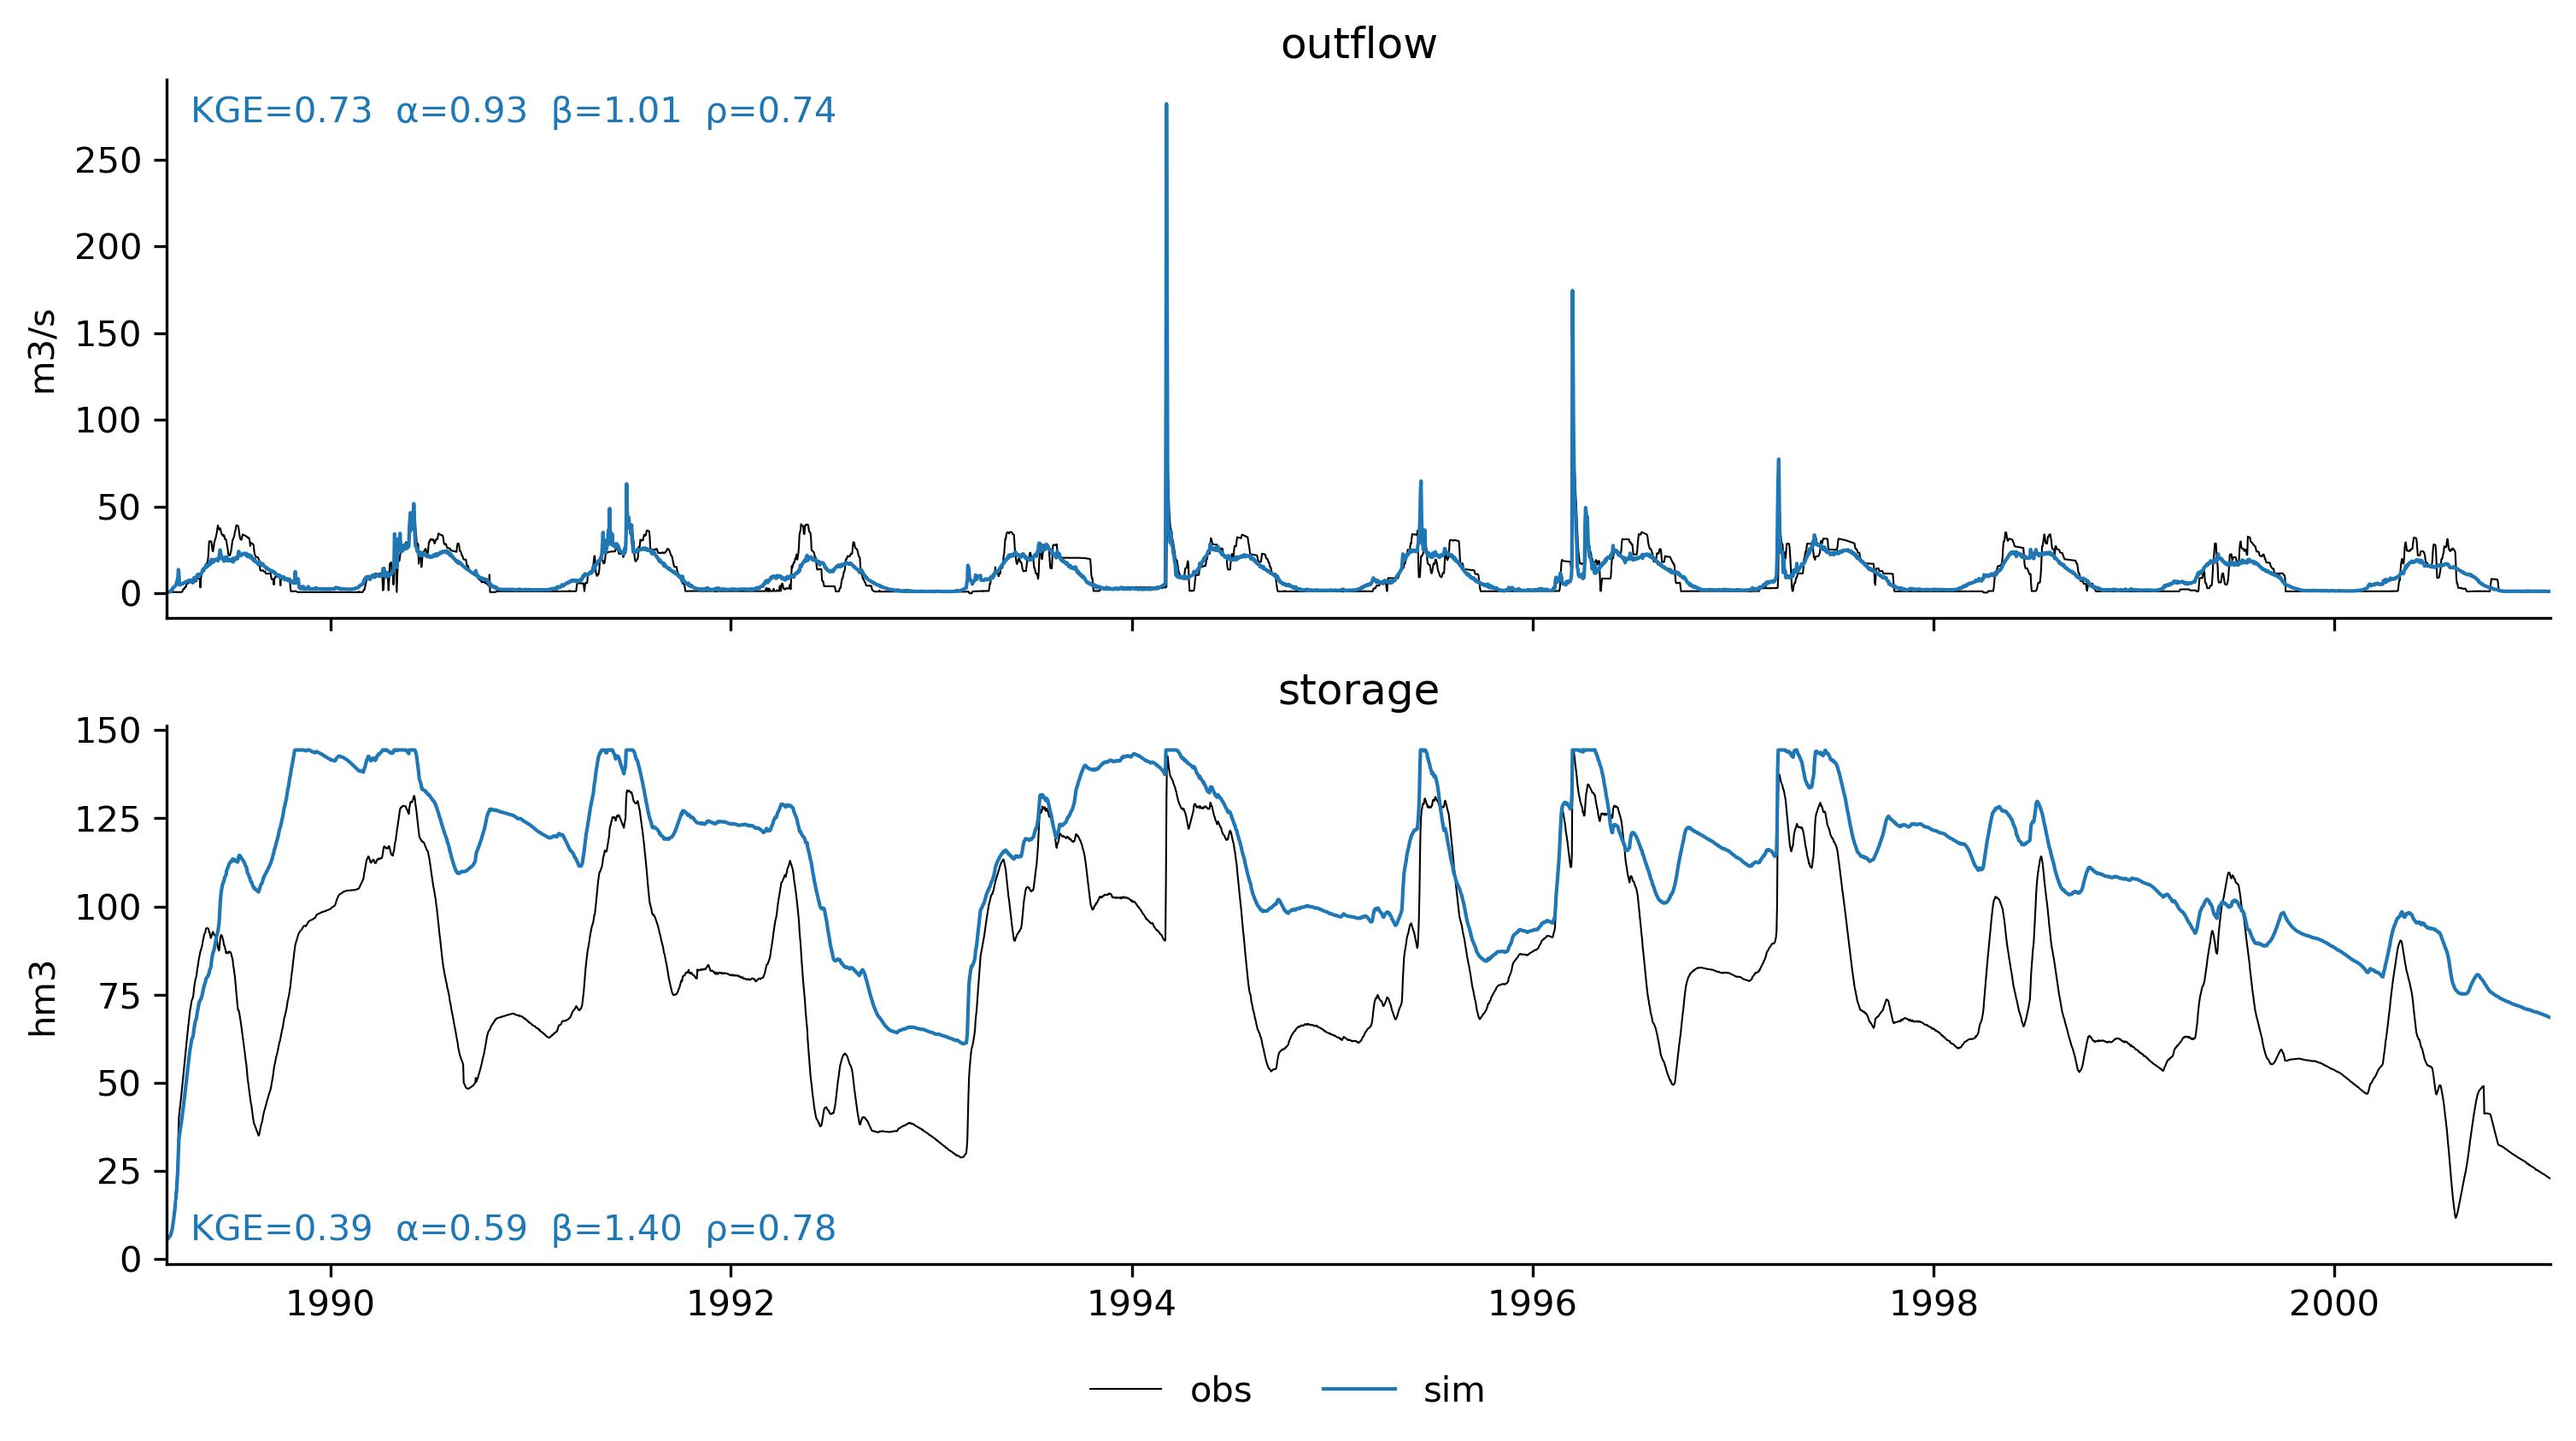 outflow
KGE=0.73 α=0.93 β=1.01 ρ=0.74
250
200
150
100
50
0
m3/s
storage
150
125
100
75
50
25
0
hm3
KGE=0.39 α=0.59 β=1.40 ρ=0.78
1990 1992 1994 1996 1998 2000
obs sim